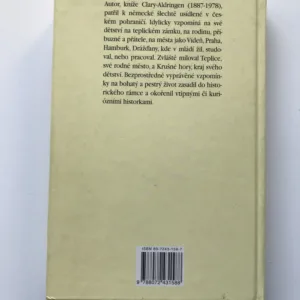 Autor, kníže Clary-Aldringen (1887-1978),
patřil k německé šlechtě usídlené v čes-
kém pohraničí. Idylicky vzpomíná na své
dětství na teplickém zámku, na rodinu, pří-
buzné a přátele, na města jako Vídeň, Praha,
Hamburk, Drážďany, kde v mládí žil, studo-
val, nebo pracoval. Zvláště miloval Teplice,
své rodné město, a Krušné hory, kraj svého
dětství. Bezprostředně vyprávěné vzpomín-
ky na bohatý a pestrý život zasadil do his-
torického rámce a okořenil vtipnými či kuri-
ózními historkami.